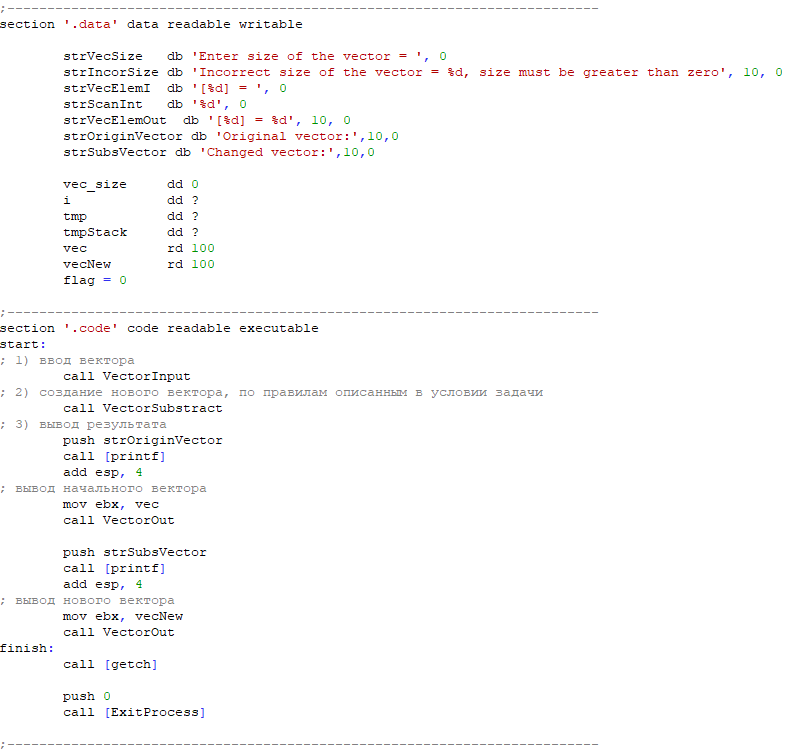 ;--------------------------------------------------------------------------
section '.data' data readable writable
strVecSize   db 'Enter size of the vector = ', 0
strIncorSize db 'Incorrect size of the vector = %d, size must be greater than zero', 10, 0
strVecElemI  db '[%d] = ', 0
strScanInt   db '%d', 0
strVecElemOut  db '[%d] = %d', 10, 0
strOriginVector db 'Original vector:',10,0
strSubsVector db 'Changed vector:',10,0
vec_size     dd 0
i            dd ?
tmp          dd ?
tmpStack     dd ?
vec          rd 100
vecNew       rd 100
flag = 0
;--------------------------------------------------------------------------
section '.code' code readable executable
start:
; 1) ввод вектора
call VectorInput
; 2) создание нового вектора, по правилам описанным в условии задачи
call VectorSubstract
; 3) вывод результата
push strOriginVector
call [printf]
add esp, 4
; вывод начального вектора
mov ebx, vec
call VectorOut
push strSubsVector
call [printf]
add esp, 4
; вывод нового вектора
mov ebx, vecNew
call VectorOut
finish:
call [getch]
push 0
call [ExitProcess]
;--------------------------------------------------------------------------